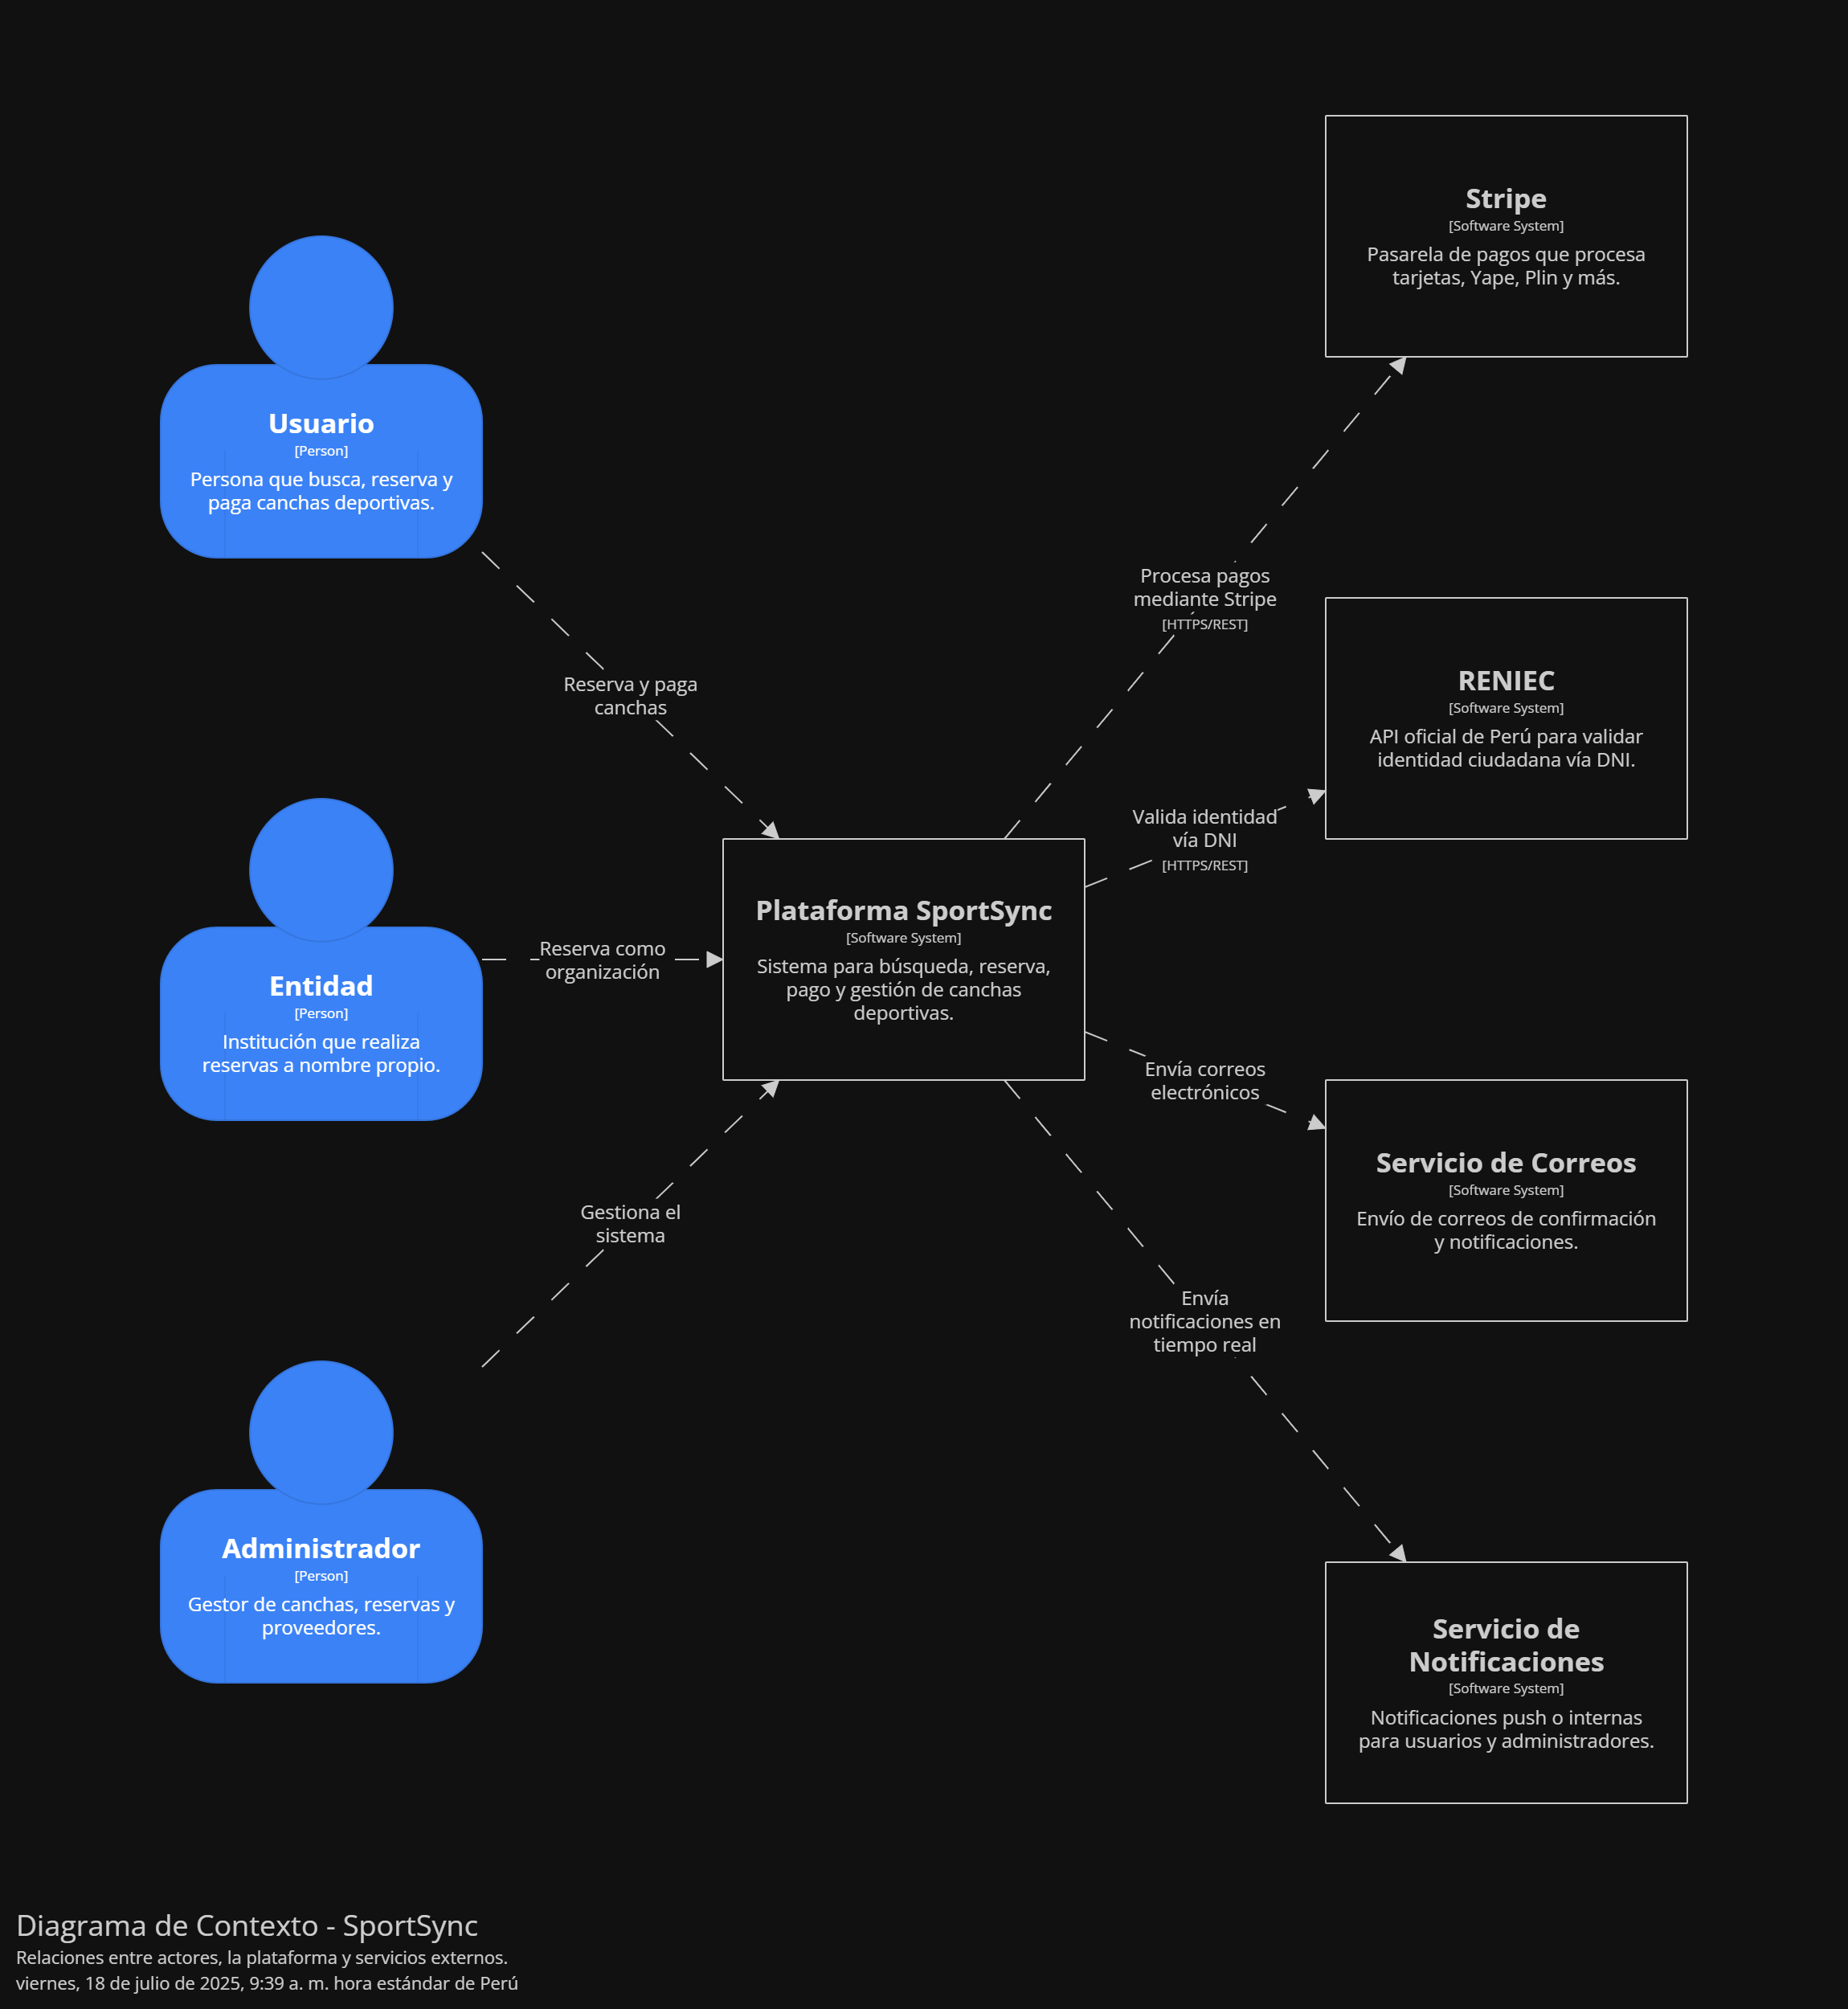 Stripe
[Software System]
Pasarela de pagos que procesa
tarjetas, Yape, Plin y más.
Usuario
[Person]
Persona que busca, reserva y
paga canchas deportivas.
Procesa pagos
mediante Stripe
[HTTPS/REST]
RENIEC
[Software System]
API oficial de Perú para validar
identidad ciudadana vía DNI.
Reserva y paga
canchas
Valida identidad
vía DNI
[HTTPS/REST]
Plataforma SportSync
[Software System]
Sistema para búsqueda, reserva,
pago y gestión de canchas
deportivas.
Reserva como
organización
Entidad
[Person]
Institución que realiza
reservas a nombre propio.
Envía correos
electrónicos
Servicio de Correos
[Software System]
Envío de correos de confirmación
y notificaciones.
Gestiona el
sistema
Envía
notificaciones en
tiempo real
Administrador
[Person]
Gestor de canchas, reservas y
proveedores.
Servicio de
Notificaciones
[Software System]
Notificaciones push o internas
para usuarios y administradores.
Diagrama de Contexto - SportSync
Relaciones entre actores, la plataforma y servicios externos.
viernes, 18 de julio de 2025, 9:39 a. m. hora estándar de Perú